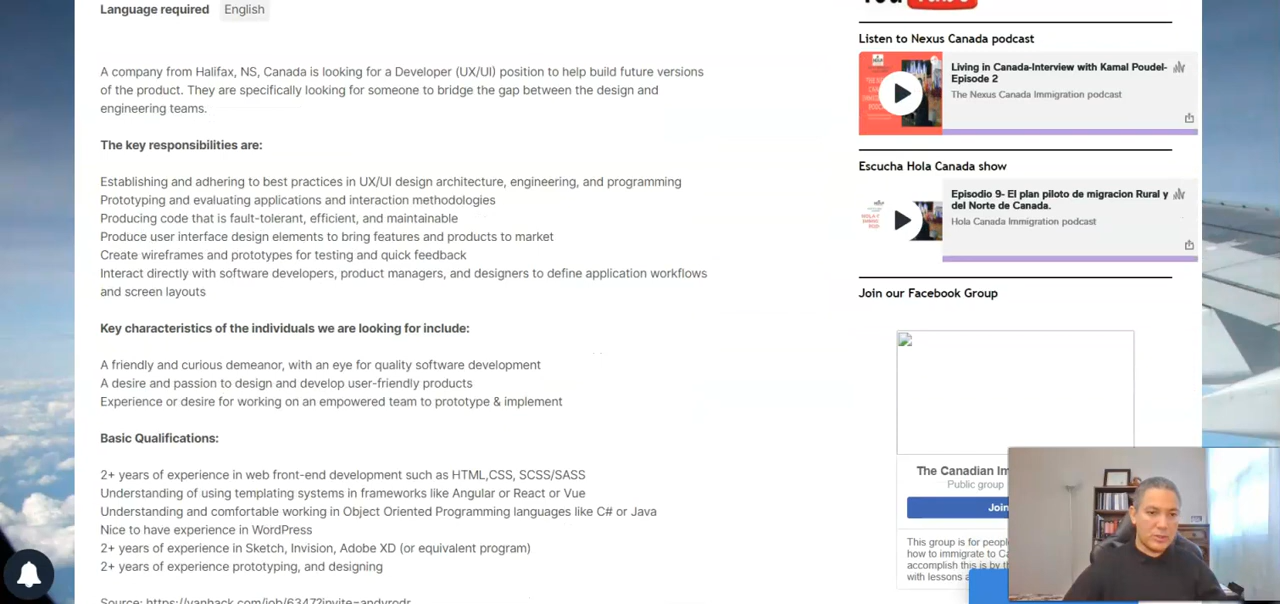 Language required English
A company from Halifax, NS, Canada is looking for a Developer (UX/UI) position to help build future versions
of the product. They are specifically looking for someone to bridge the gap between the design and
engineering teams.
The key responsibilities are:
Establishing and adhering to best practices in UX/UI design architecture, engineering, and programming
Prototyping and evaluating applications and interaction methodologies
Producing code that is fault-tolerant, efficient, and maintainable
Produce user interface design elements to bring features and products to market
Create wireframes and prototypes for testing and quick feedback
Interact directly with software developers, product managers, and designers to define application workflows
and screen layouts
Key characteristics of the individuals we are looking for include:
A friendly and curious demeanor, with an eye for quality software development
A desire and passion to design and develop user-friendly products
Experience or desire for working on an empowered team to prototype & implement
Basic Qualifications:
2+ years of experience in web front-end development such as HTML,CSS, SCSS/SASS
Understanding of using templating systems in frameworks like Angular or React or Vue
Understanding and comfortable working in Object Oriented Programming languages like C# or Java
Nice to have experience in WordPress
2+ years of experience in Sketch, Invision, Adobe XD (or equivalent program)
2+ years of experience prototyping, and designing
Source: https://vanhack.com/job/6347?invite=andyrodr
Listen to Nexus Canada podcast
Living in Canada-Interview with Kamal Poudel-
Episode 2
The Nexus Canada Immigration podcast
Escucha Hola Canada show
Episodio 9- El plan piloto de migracion Rural y
del Norte de Canada.
Hola Canada Immigration podcast
Join our Facebook Group
The Canadian Im
Public group
Join
This group is for peopl
how to immigrate to Ca
accomplish this is by th
with lessons a